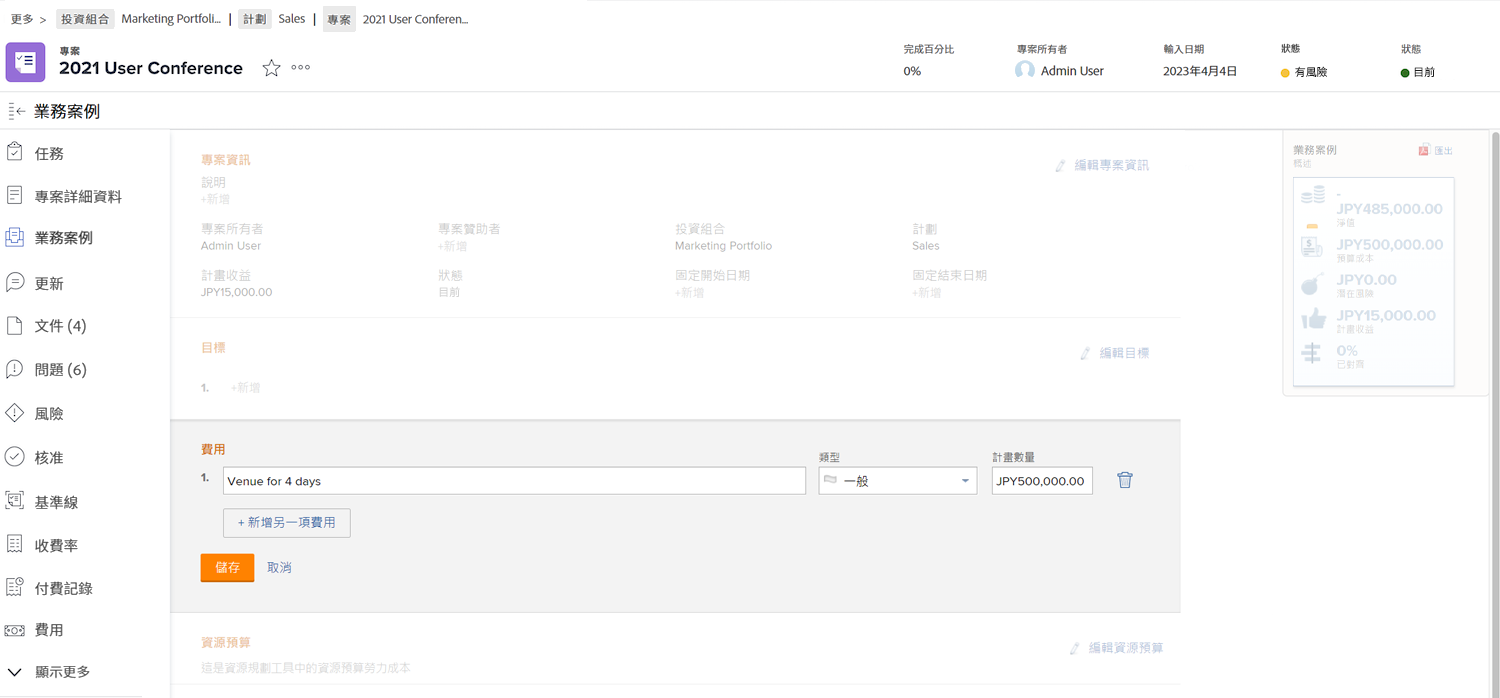 更多 > 投資組合 Marketing Portfolio... | 計劃 Sales | 專案 2021 User Conferen...
專案
2021 User Conference
完成百分比
0%
專案所有者
Admin User
輸入日期
2023年4月4日
狀態
有風險
狀態
目前
業務案例
任務
專案詳細資料
業務案例
更新
文件 (4)
問題 (6)
風險
核准
基準線
收費率
付費記錄
費用
顯示更多
專案資訊
編輯專案資訊
說明
+新增
專案所有者
Admin User
專案贊助者
+新增
投資組合
Marketing Portfolio
計劃
Sales
計畫收益
JPY15,000.00
狀態
目前
固定開始日期
+新增
固定結束日期
+新增
目標
編輯目標
1. +新增
費用
類型
計畫數量
1. Venue for 4 days 一般 JPY500,000.00
+ 新增另一項費用
儲存 取消
資源預算
編輯資源預算
這是資源規劃工具中的資源預算勞力成本
業務案例
概述
匯出
-
JPY485,000.00
淨值
JPY500,000.00
預算成本
JPY0.00
潛在風險
JPY15,000.00
計畫收益
0%
已對齊